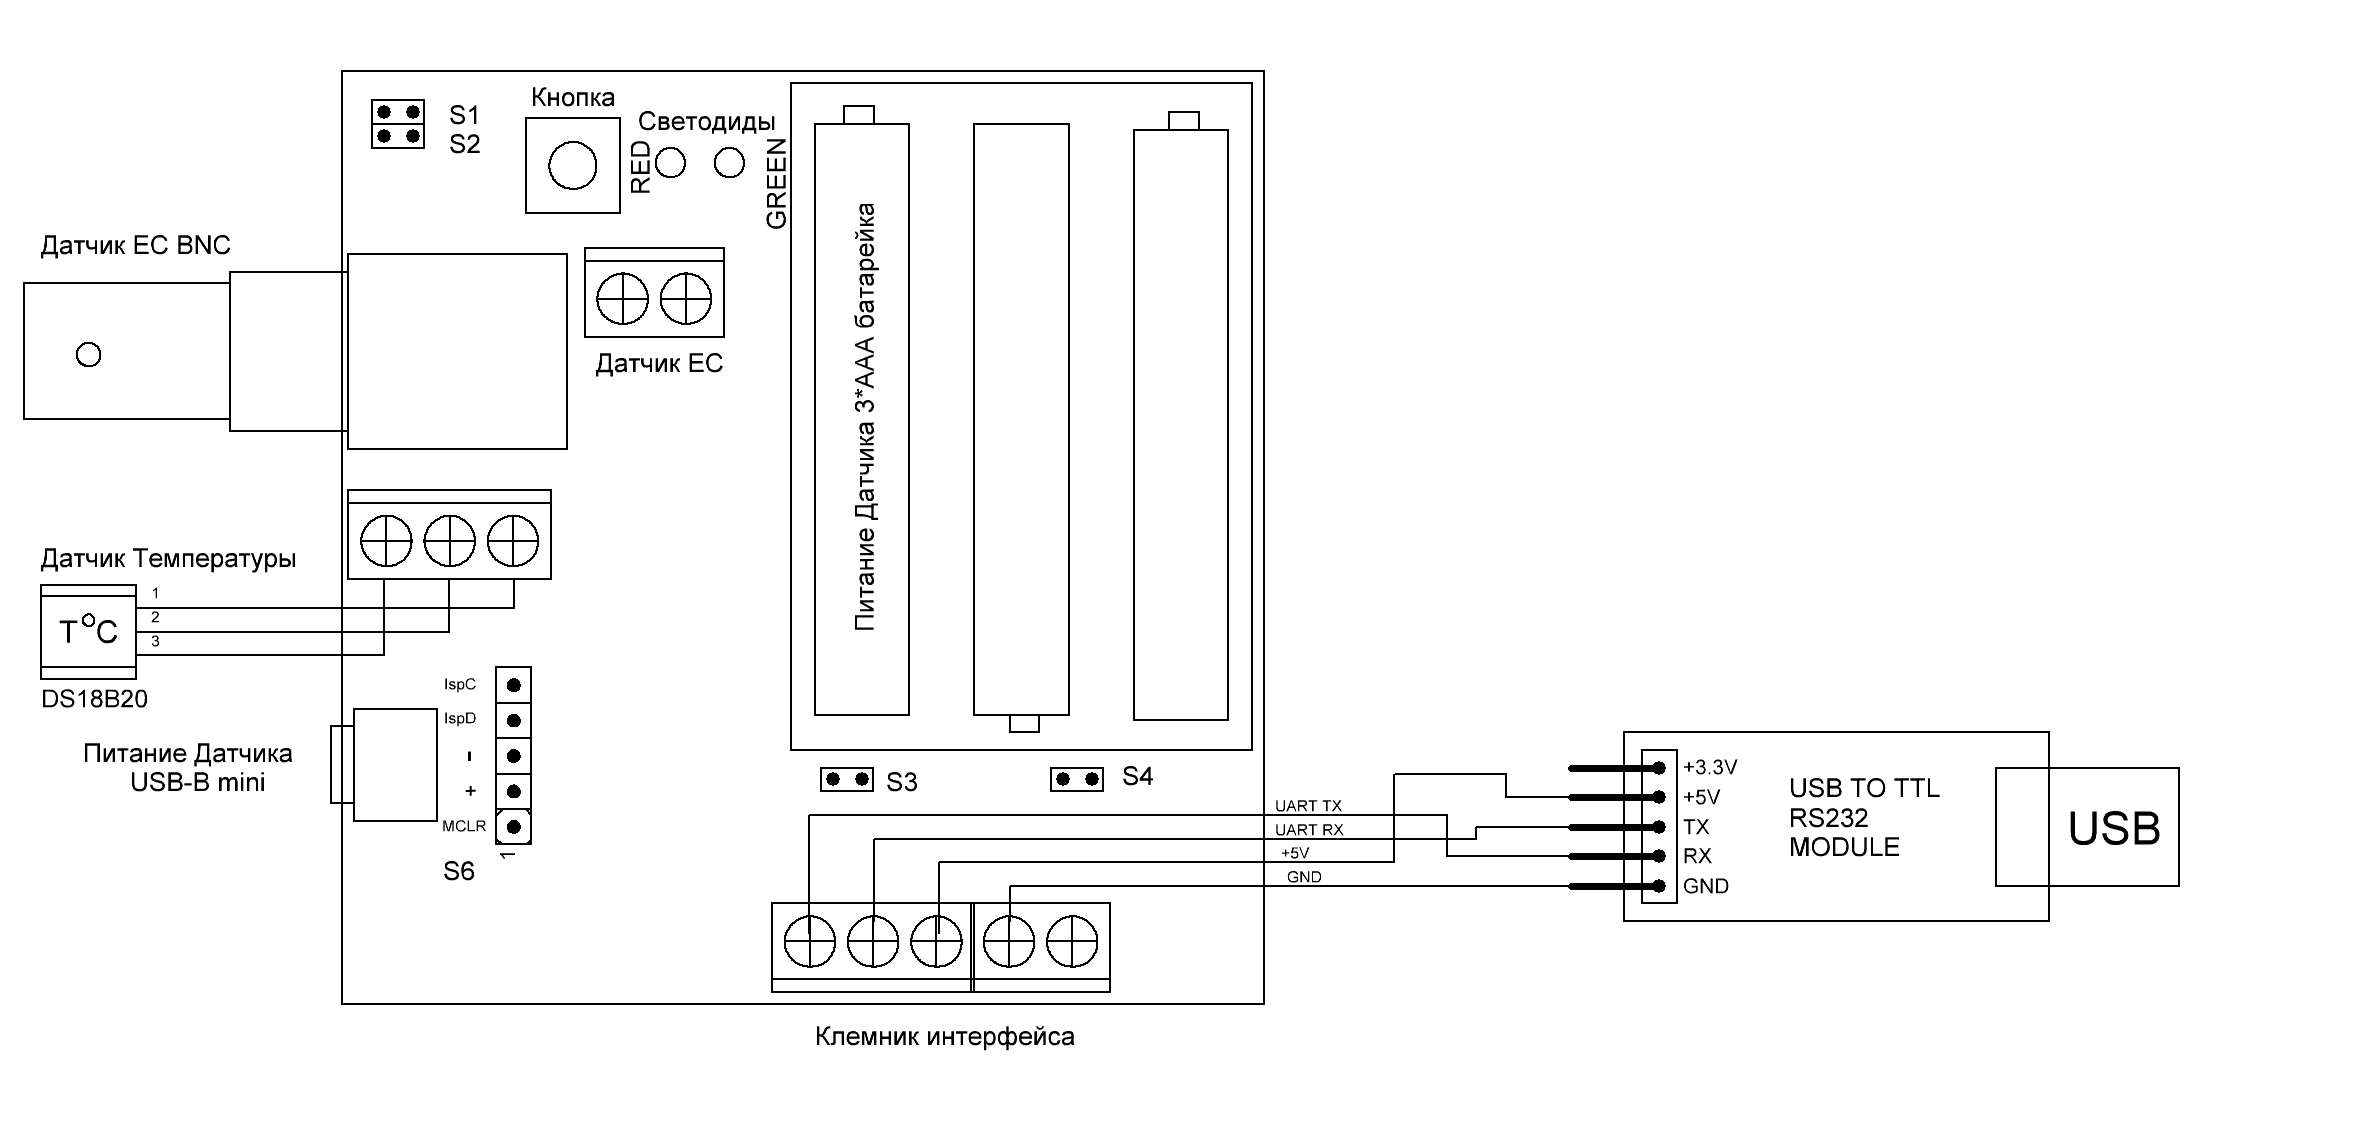 Кнопка
S1
S2
Светодиды
RED
GREEN
Датчик EC BNC
Датчик EC
Питание Датчика 3*AAA батарейка
Датчик Температуры
1
2
3
T°C
DS18B20
IspC
IspD
-
+
MCLR
1
S6
Питание Датчика
USB-B mini
S3
S4
UART TX
UART RX
+5V
GND
+3.3V
+5V
TX
RX
GND
USB TO TTL
RS232
MODULE
USB
Клемник интерфейса